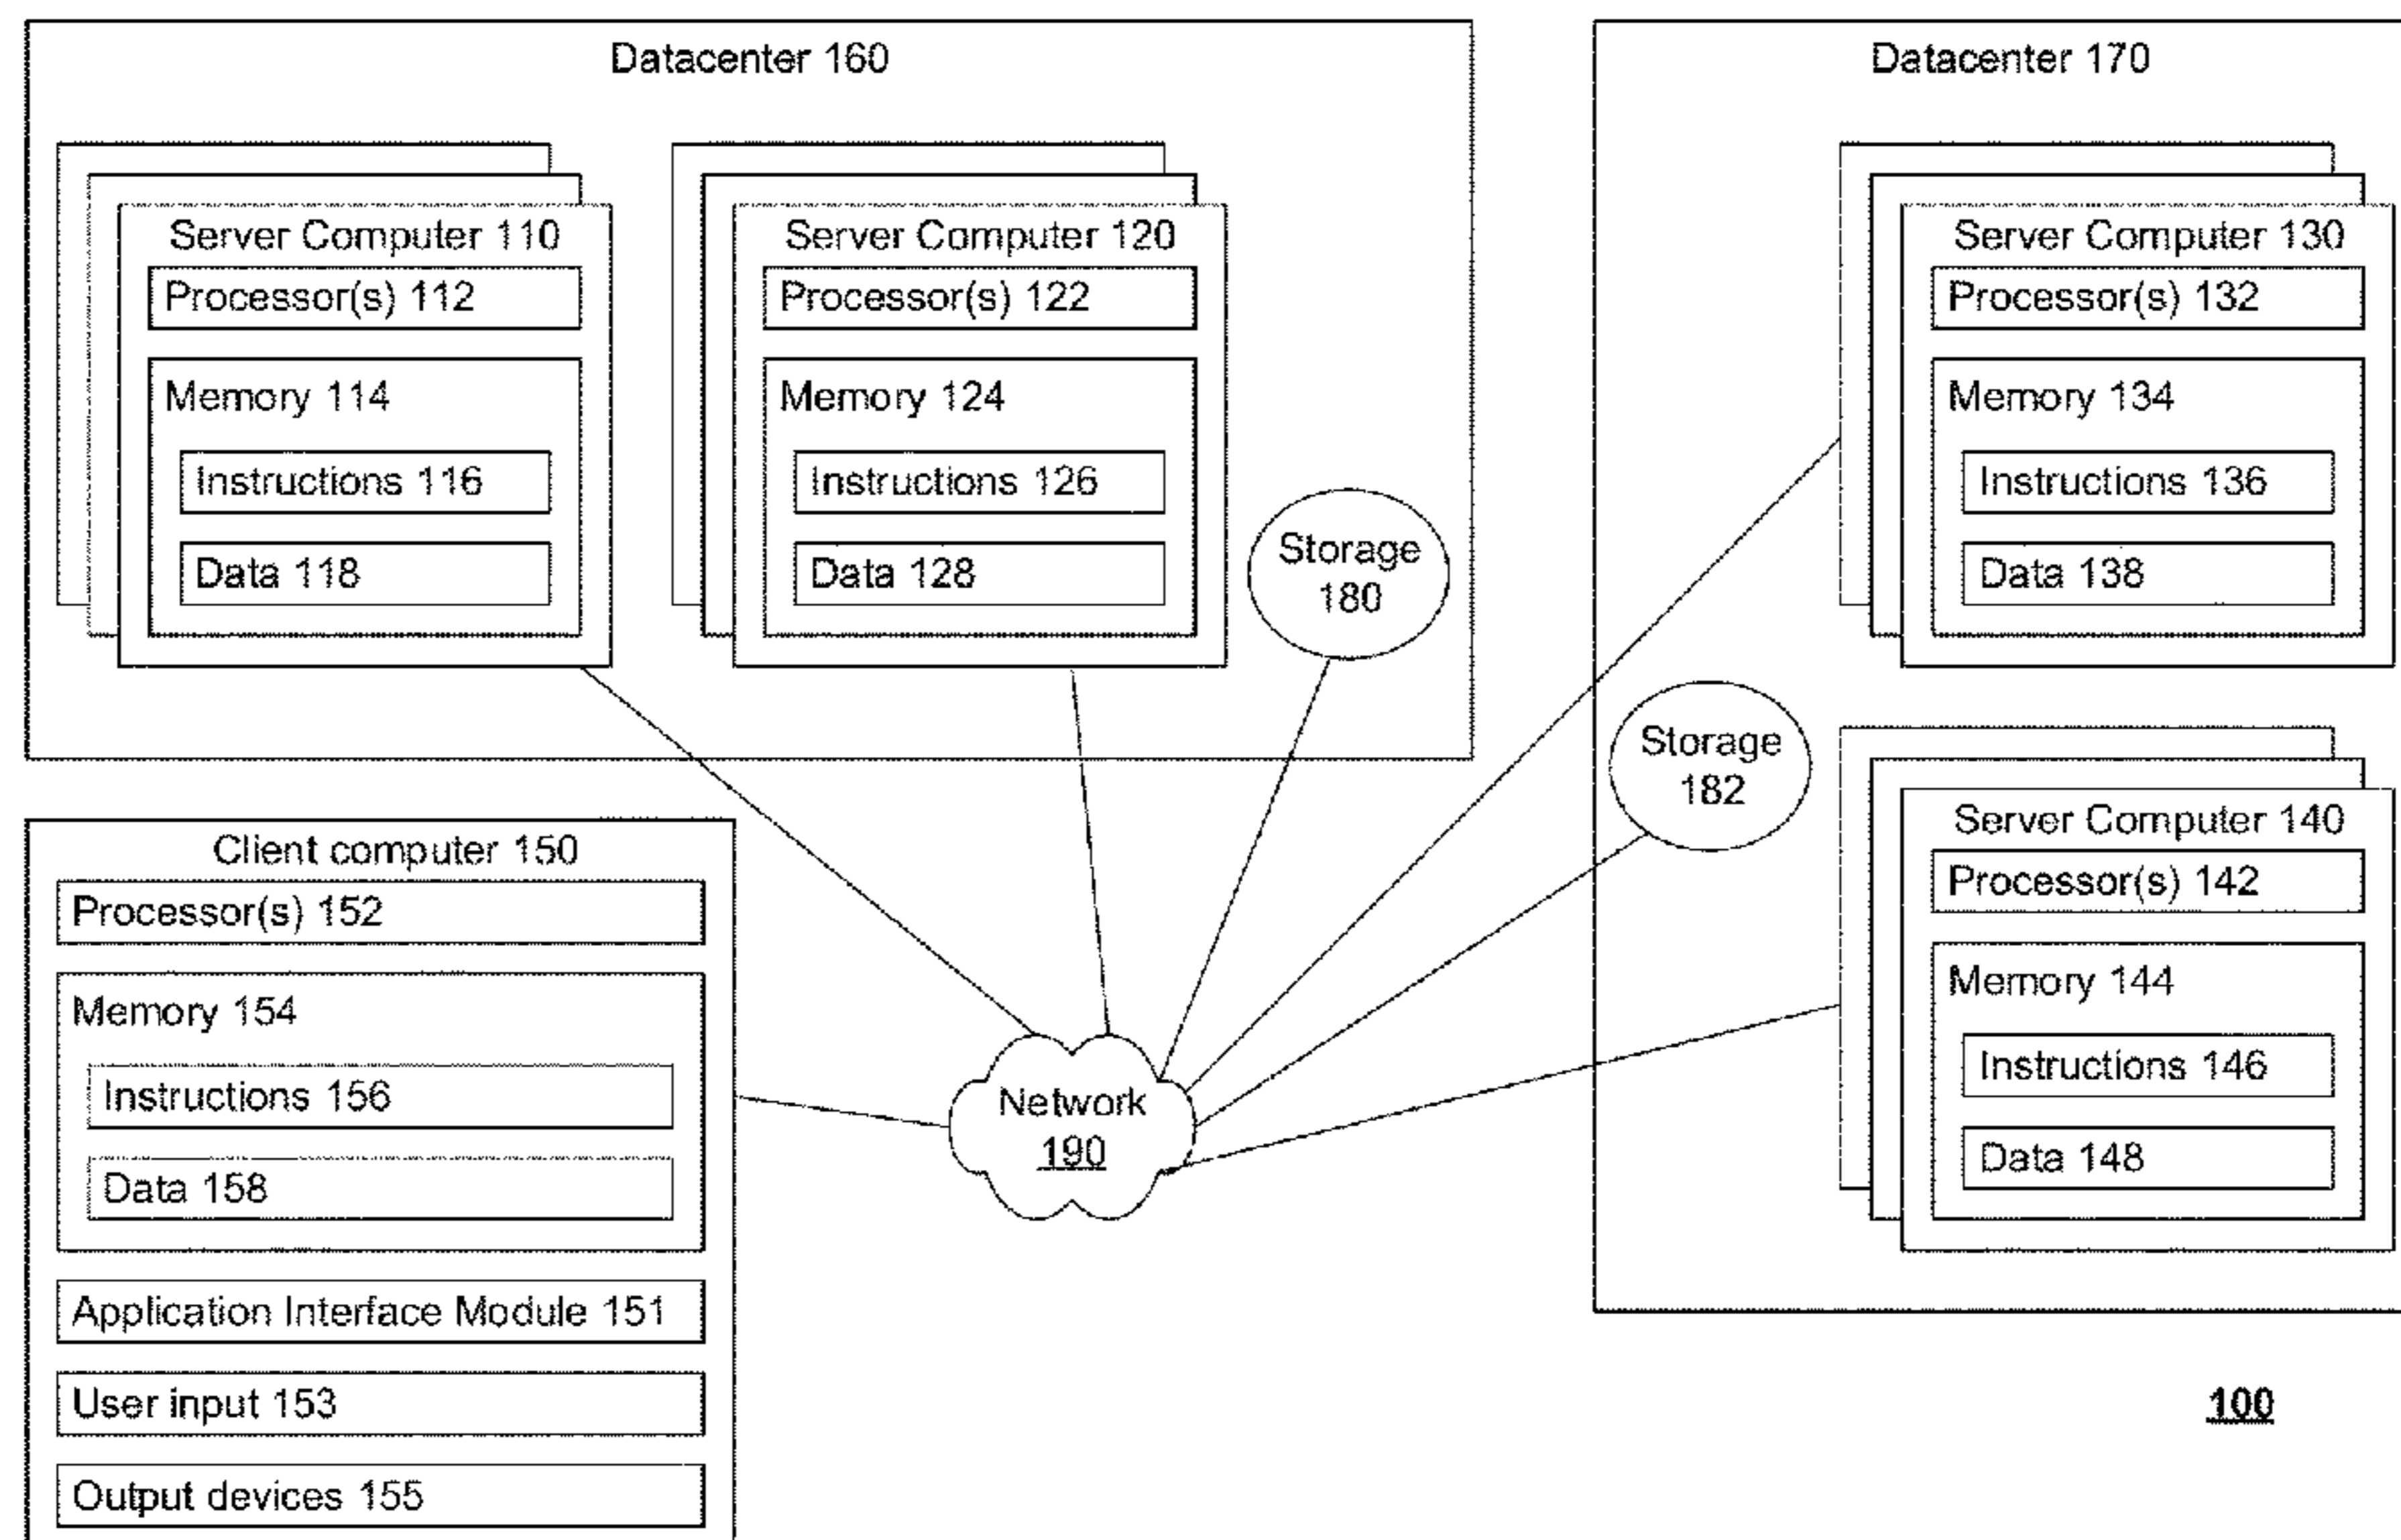 Datacenter 160
Server Computer 110
Processor(s) 112
Memory 114
Instructions 116
Data 118
Server Computer 120
Processor(s) 122
Memory 124
Instructions 126
Data 128
Storage
180
Datacenter 170
Server Computer 130
Processor(s) 132
Memory 134
Instructions 136
Data 138
Storage
182
Server Computer 140
Processor(s) 142
Memory 144
Instructions 146
Data 148
Client computer 150
Processor(s) 152
Memory 154
Instructions 156
Data 158
Application Interface Module 151
User input 153
Output devices 155
Network
190
100